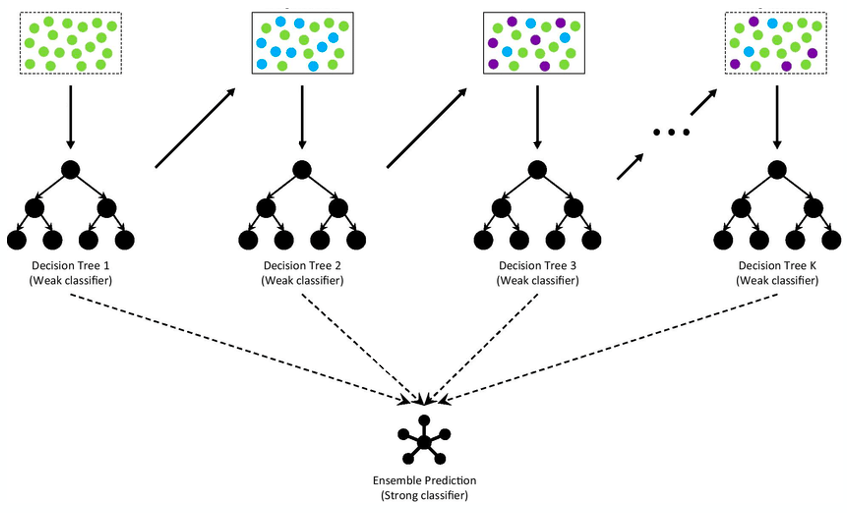 Decision Tree 1
(Weak classifier)
Decision Tree 2
(Weak classifier)
Decision Tree 3
(Weak classifier)
Decision Tree K
(Weak classifier)
Ensemble Prediction
(Strong classifier)